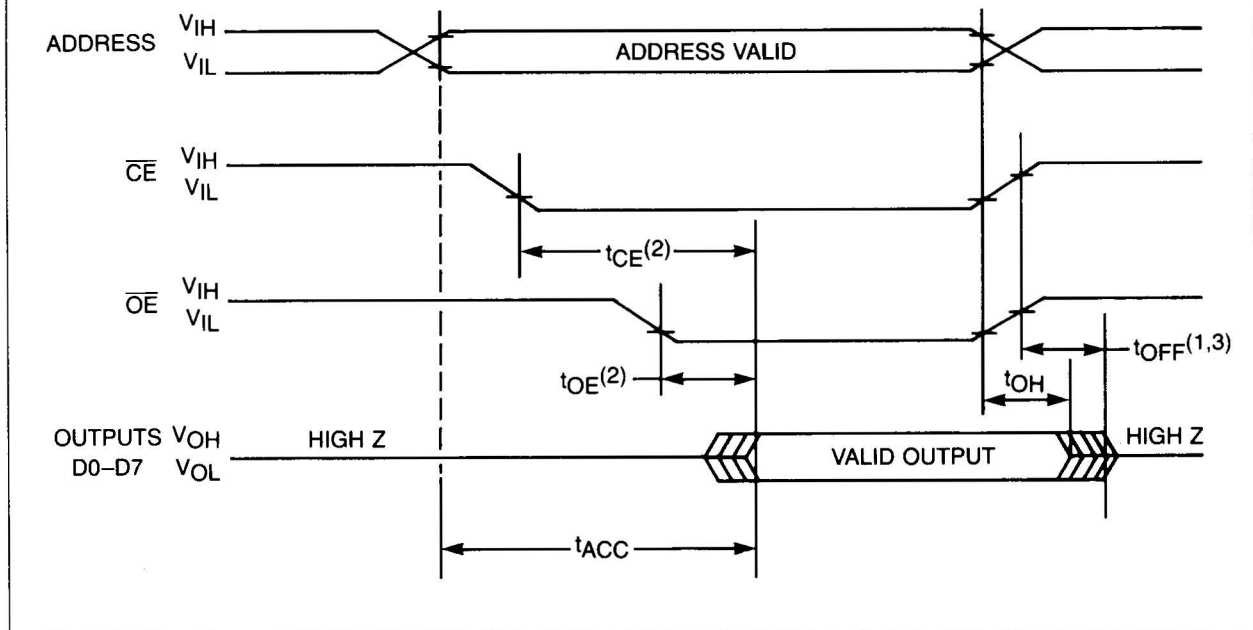 ADDRESS VIH
VIL
ADDRESS VALID
CE VIH
VIL
tCE(2)
OE VIH
VIL
tOE(2)
tOFF(1,3)
tOH
OUTPUTS VOH
D0–D7 VOL
HIGH Z
VALID OUTPUT
HIGH Z
tACC